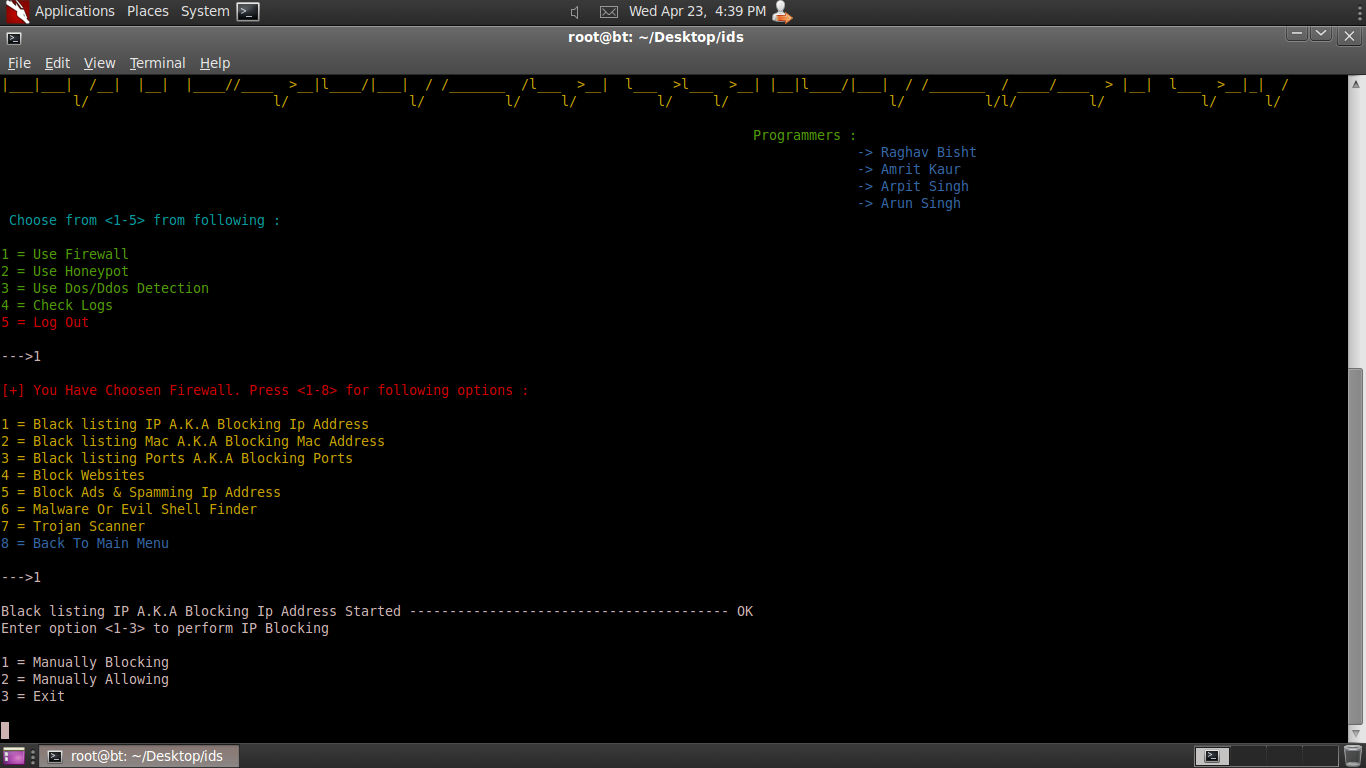 Applications Places System Wed Apr 23, 4:39 PM
root@bt: ~/Desktop/ids
File Edit View Terminal Help
|___|___|  /__|  |__|  |____//____  >__|l____/|___|  / /_______  /l___  >__|  l___  >l___  >__| |__|l____/|___|  / /_______  / ____/____  > |__|  l___  >__|_|  /
         l/                       l/               l/          l/     l/          l/     l/                    l/          l/l/         l/            l/      l/
Programmers :
-> Raghav Bisht
-> Amrit Kaur
-> Arpit Singh
-> Arun Singh
Choose from <1-5> from following :
1 = Use Firewall
2 = Use Honeypot
3 = Use Dos/Ddos Detection
4 = Check Logs
5 = Log Out
--->1
[+] You Have Choosen Firewall. Press <1-8> for following options :
1 = Black listing IP A.K.A Blocking Ip Address
2 = Black listing Mac A.K.A Blocking Mac Address
3 = Black listing Ports A.K.A Blocking Ports
4 = Block Websites
5 = Block Ads & Spamming Ip Address
6 = Malware Or Evil Shell Finder
7 = Trojan Scanner
8 = Back To Main Menu
--->1
Black listing IP A.K.A Blocking Ip Address Started ---------------------------------------- OK
Enter option <1-3> to perform IP Blocking
1 = Manually Blocking
2 = Manually Allowing
3 = Exit
root@bt: ~/Desktop/ids